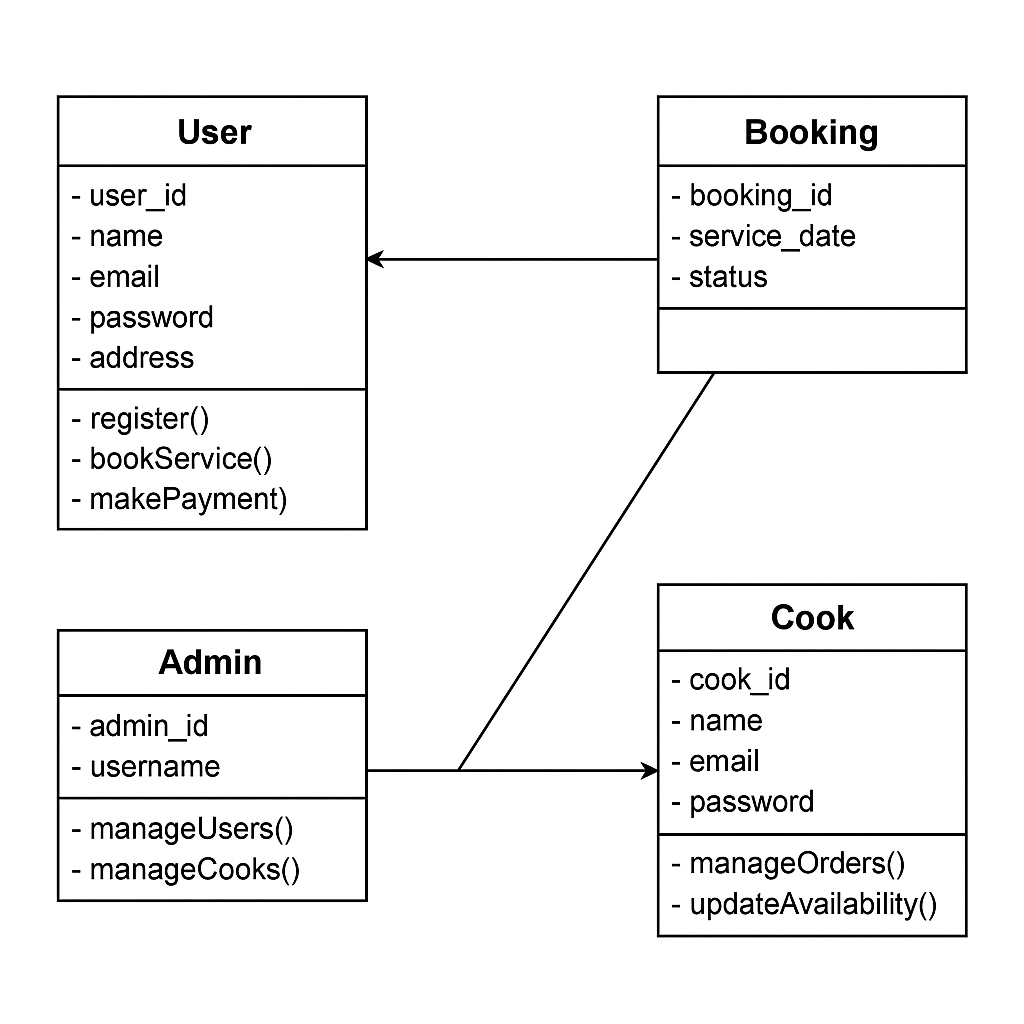 User
- user_id
- name
- email
- password
- address
- register()
- bookService()
- makePayment)
Booking
- booking_id
- service_date
- status
Admin
- admin_id
- username
- manageUsers()
- manageCooks()
Cook
- cook_id
- name
- email
- password
- manageOrders()
- updateAvailability()